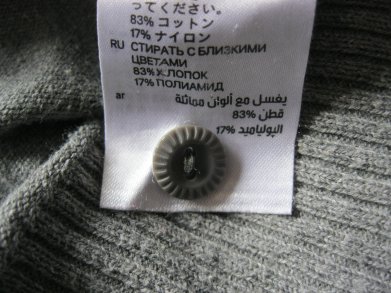 ってください。
83% コットン
17% ナイロン
RU СТИРАТЬ С БЛИЗКИМИ
ЦВЕТАМИ
83% ХЛОПОК
17% ПОЛИАМИД
ar يغسل مع ألوان مماثلة
قطن 83%
البولياميد 17%